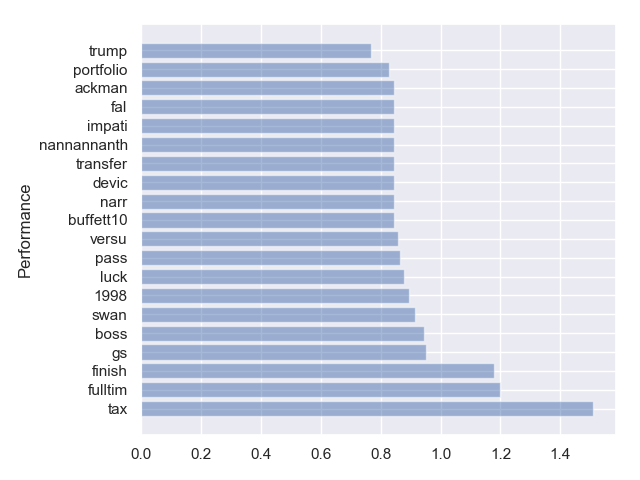 trump
portfolio
ackman
fal
impati
nannannanth
transfer
devic
narr
buffett10
versu
pass
luck
1998
swan
boss
gs
finish
fulltim
tax
Performance
0.0 0.2 0.4 0.6 0.8 1.0 1.2 1.4